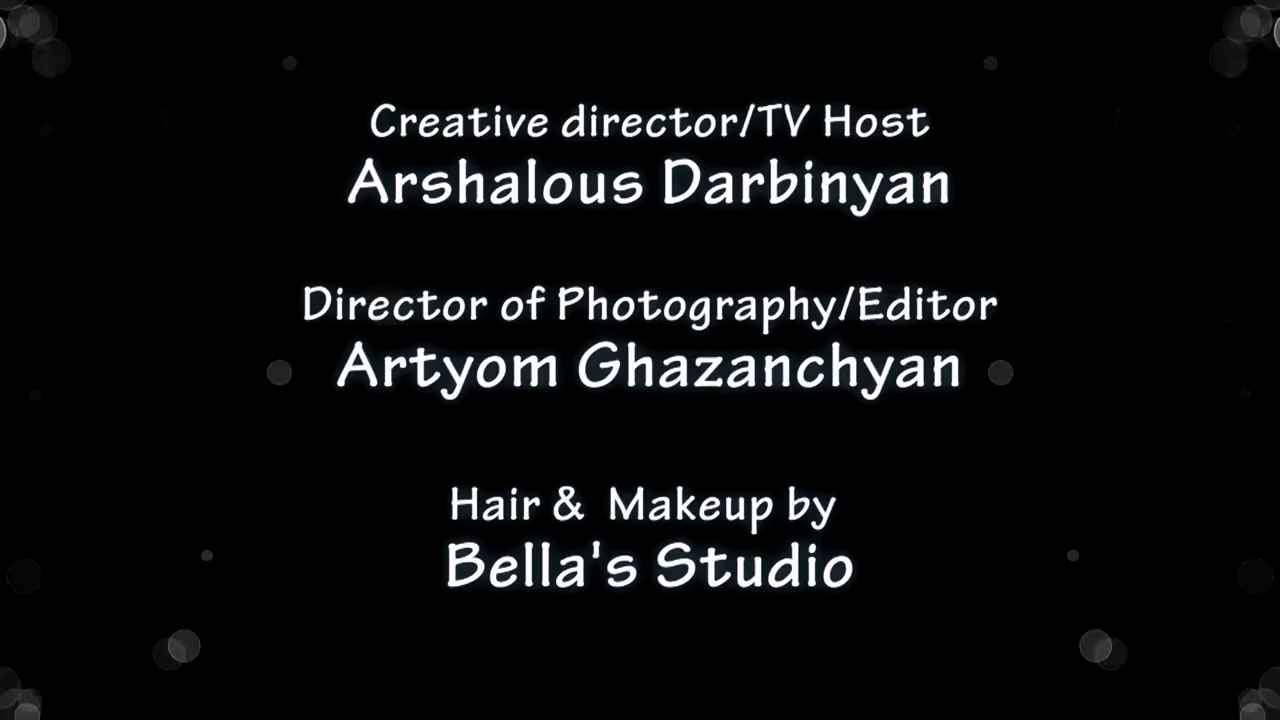 Creative director/TV Host
Arshalous Darbinyan
Director of Photography/Editor
Artyom Ghazanchyan
Hair & Makeup by
Bella's Studio